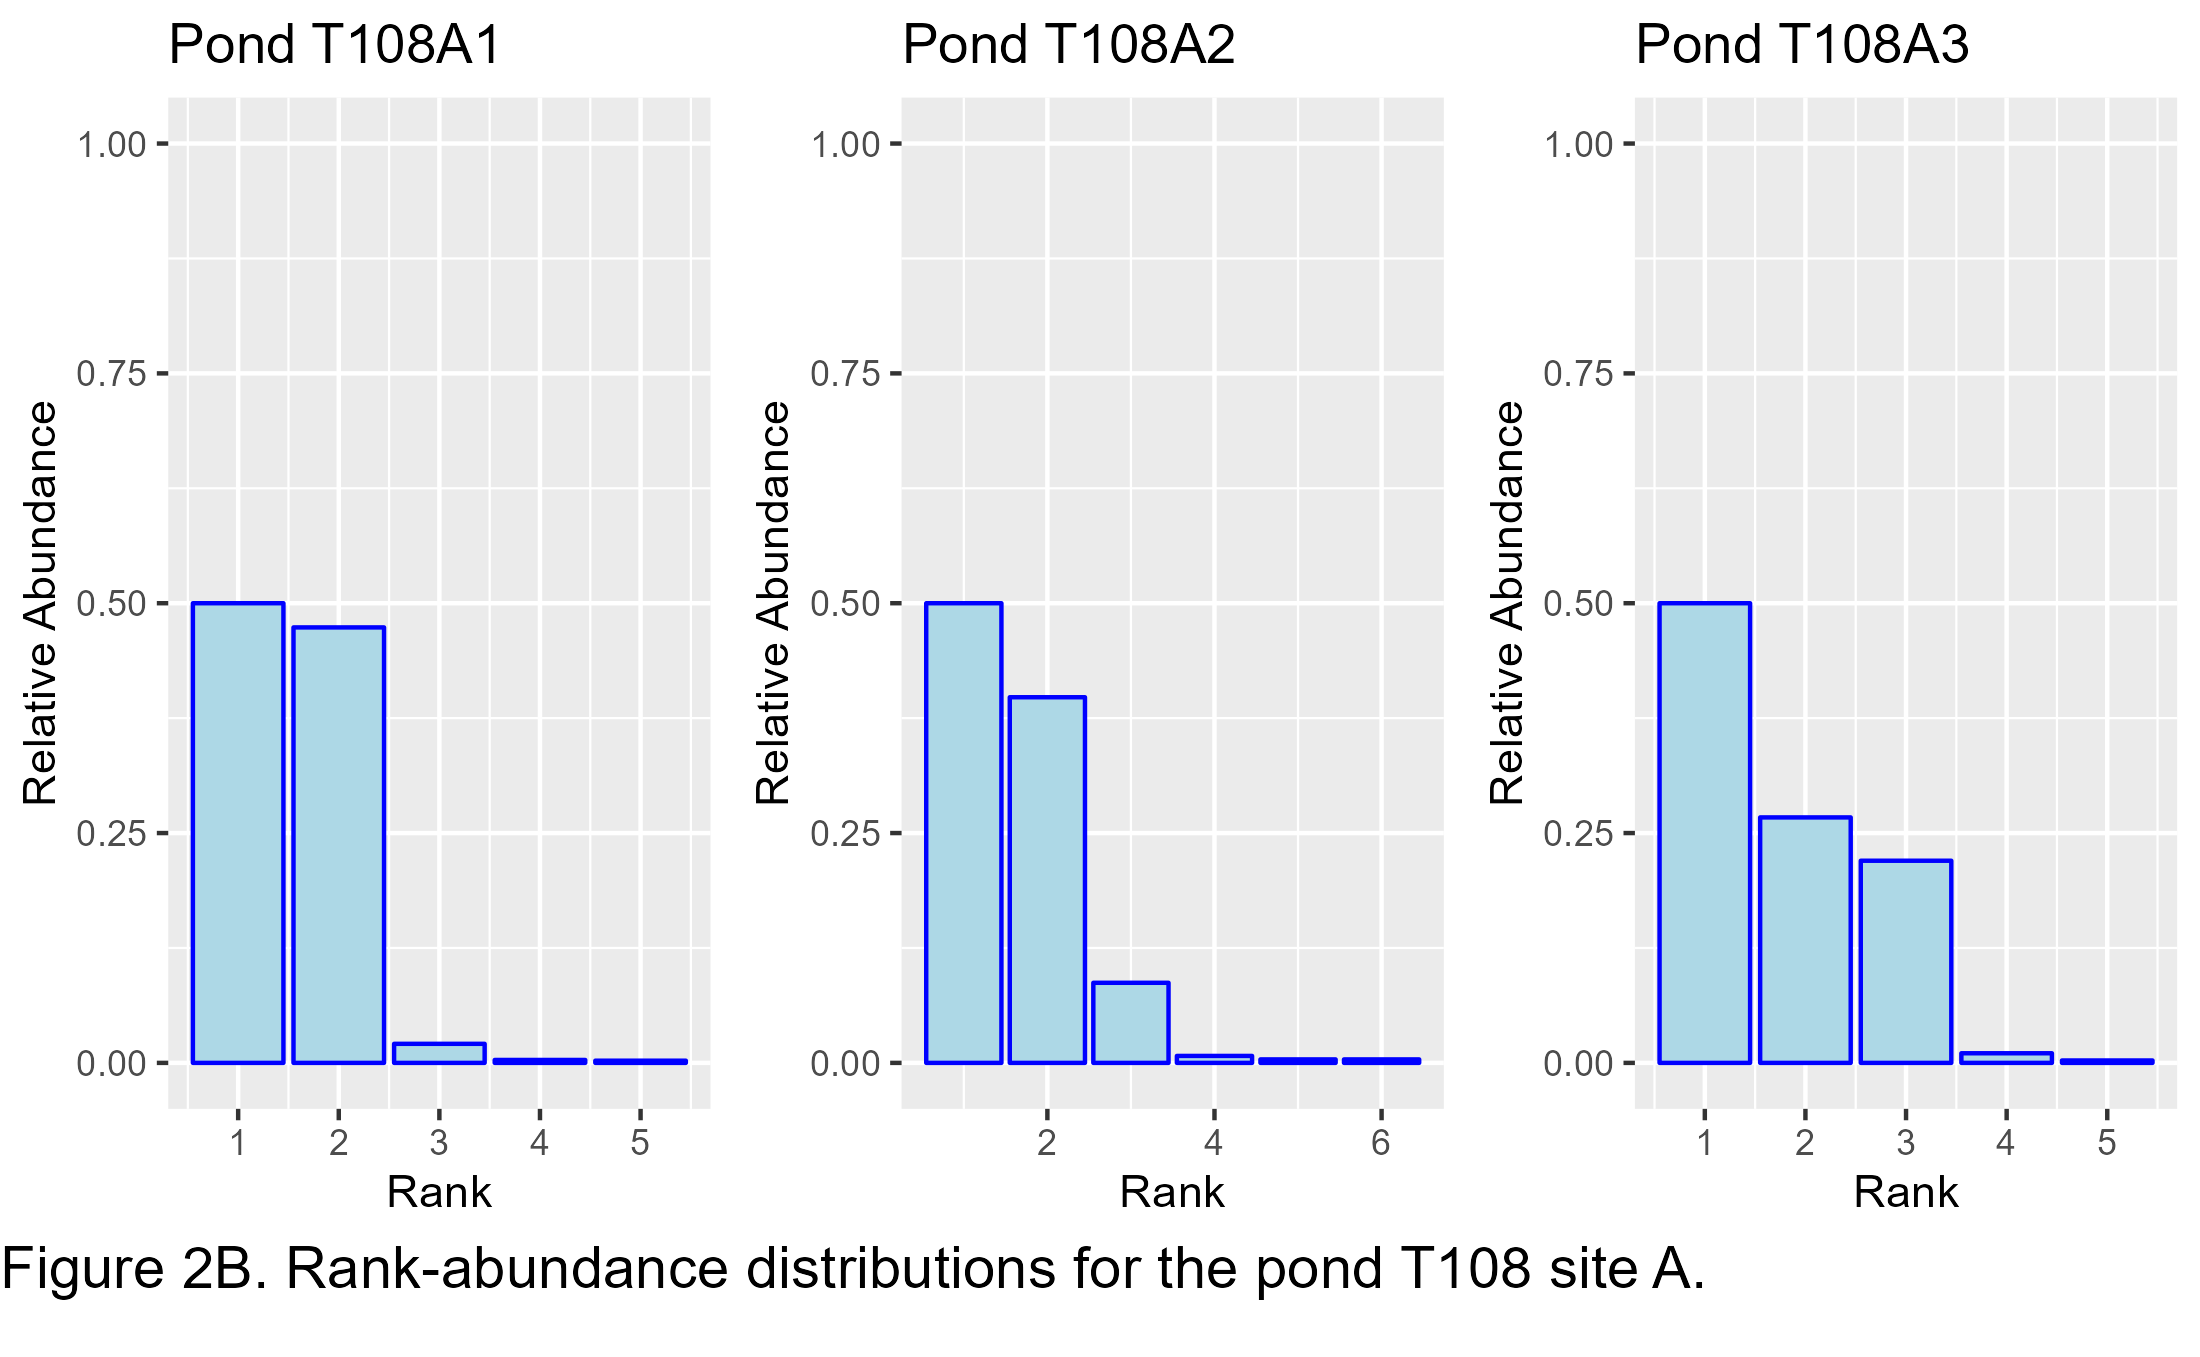 Pond T108A1
1.00
0.75
0.50
0.25
0.00
Relative Abundance
1 2 3 4 5
Rank
Pond T108A2
1.00
0.75
0.50
0.25
0.00
Relative Abundance
2 4 6
Rank
Pond T108A3
1.00
0.75
0.50
0.25
0.00
Relative Abundance
1 2 3 4 5
Rank
Figure 2B. Rank-abundance distributions for the pond T108 site A.